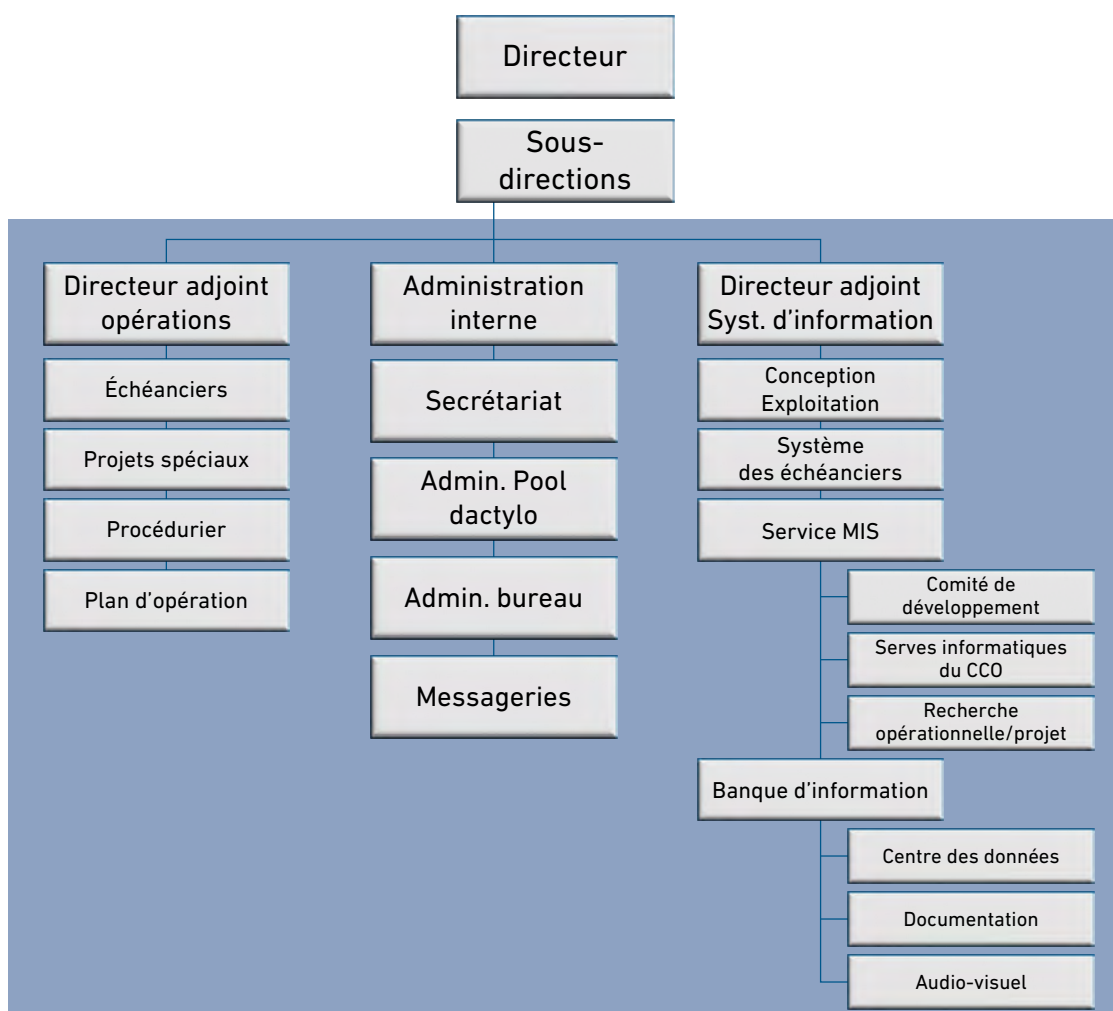 Directeur
Sous-
directions
Directeur adjoint
opérations
Échéanciers
Projets spéciaux
Procédurier
Plan d'opération
Administration
interne
Secrétariat
Admin. Pool
dactylo
Admin. bureau
Messageries
Directeur adjoint
Syst. d'information
Conception
Exploitation
Système
des échéanciers
Service MIS
Comité de
développement
Serves informatiques
du CCO
Recherche
opérationnelle/projet
Banque d'information
Centre des données
Documentation
Audio-visuel